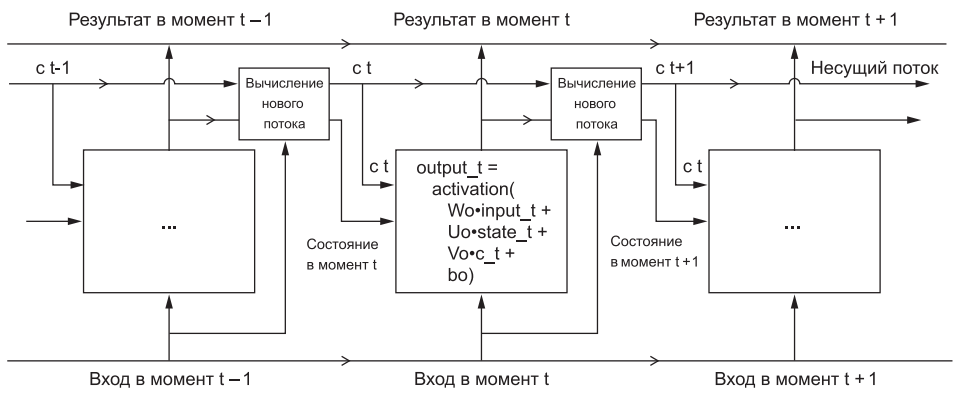 Результат в момент t – 1
Результат в момент t
Результат в момент t + 1
c t-1
Вычисление
нового
потока
c t
Вычисление
нового
потока
c t+1
Несущий поток
...
c t
output_t =
activation(
Wo•input_t +
Uo•state_t +
Vo•c_t +
bo)
c t
...
Состояние
в момент t
Состояние
в момент t +1
Вход в момент t – 1
Вход в момент t
Вход в момент t + 1